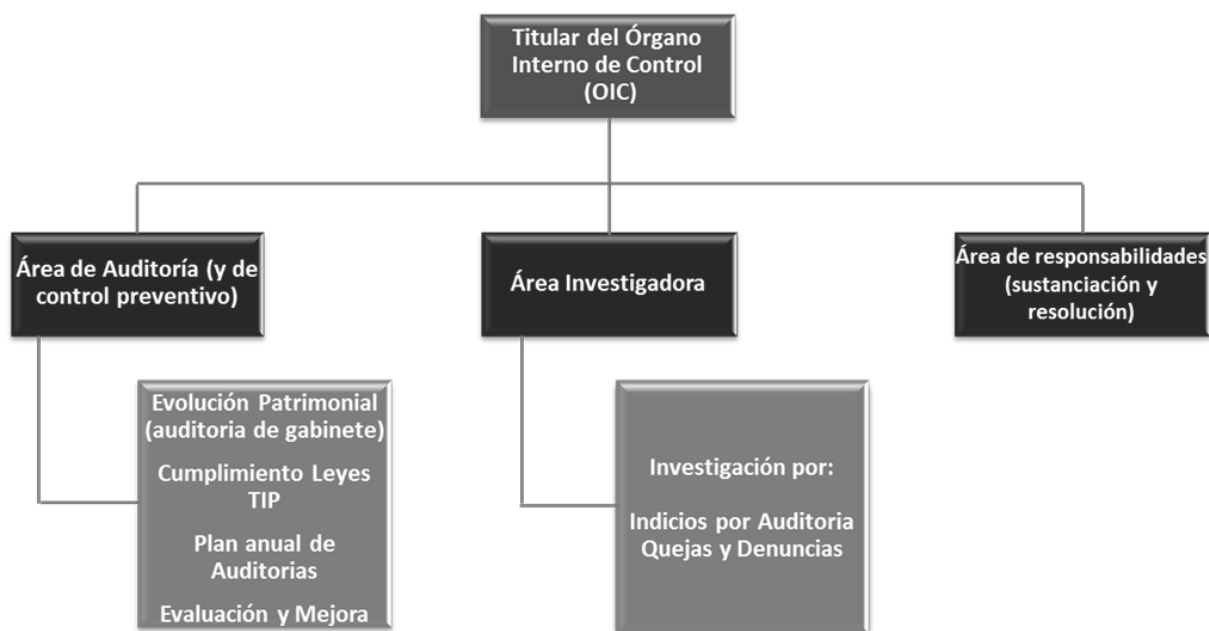 Titular del Órgano
Interno de Control
(OIC)
Área de Auditoría (y de
control preventivo)
Área Investigadora
Área de responsabilidades
(sustanciación y
resolución)
Evolución Patrimonial
(auditoria de gabinete)
Cumplimiento Leyes
TIP
Plan anual de
Auditorias
Evaluación y Mejora
Investigación por:
Indicios por Auditoria
Quejas y Denuncias